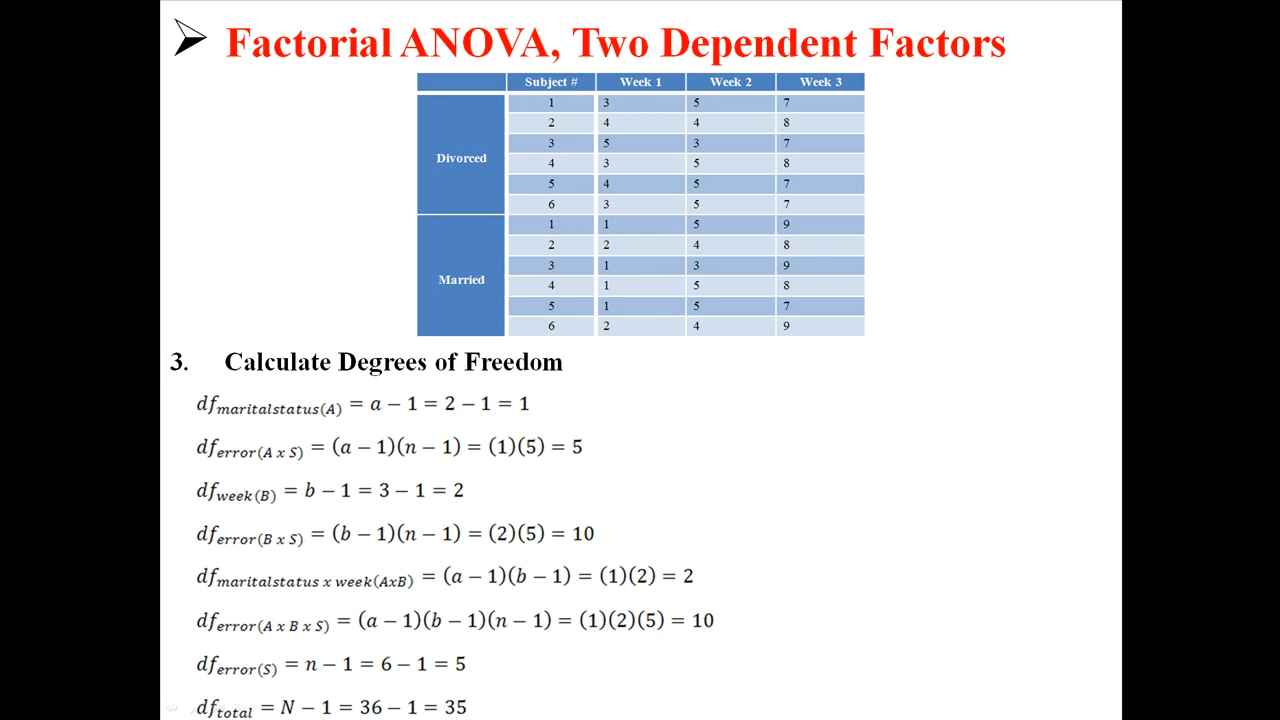 Factorial ANOVA, Two Dependent Factors
Subject # Week 1 Week 2 Week 3
Divorced
1 3 5 7
2 4 4 8
3 5 3 7
4 3 5 8
5 4 5 7
6 3 5 7
Married
1 1 5 9
2 2 4 8
3 1 3 9
4 1 5 8
5 1 5 7
6 2 4 9
3. Calculate Degrees of Freedom
df_maritalstatus(A) = a − 1 = 2 − 1 = 1
df_error(A x S) = (a − 1)(n − 1) = (1)(5) = 5
df_week(B) = b − 1 = 3 − 1 = 2
df_error(B x S) = (b − 1)(n − 1) = (2)(5) = 10
df_maritalstatus x week(AxB) = (a − 1)(b − 1) = (1)(2) = 2
df_error(A x B x S) = (a − 1)(b − 1)(n − 1) = (1)(2)(5) = 10
df_error(S) = n − 1 = 6 − 1 = 5
df_total = N − 1 = 36 − 1 = 35